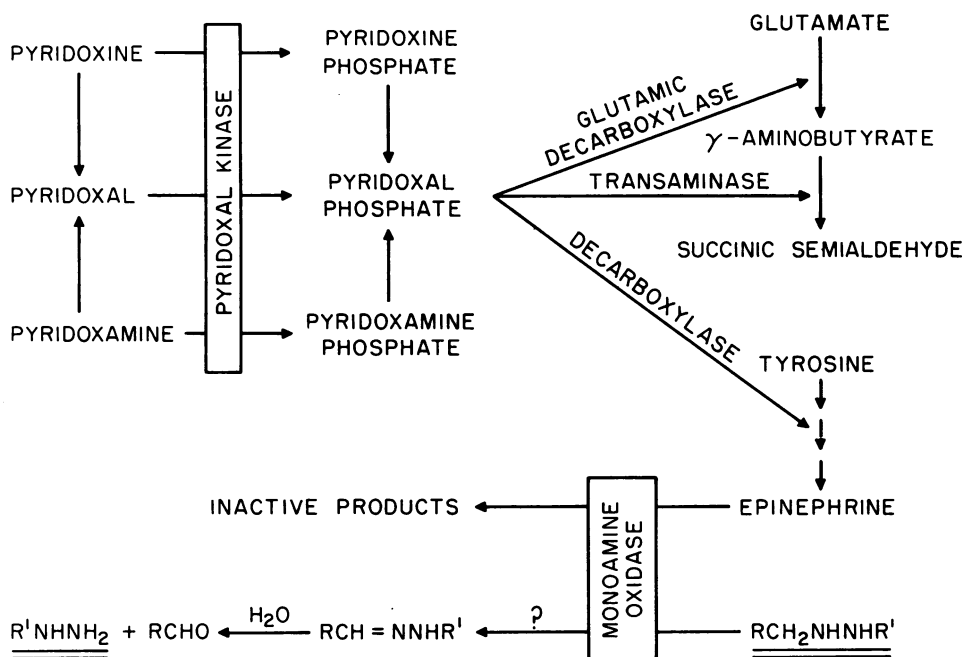 PYRIDOXINE
PYRIDOXINE
PHOSPHATE
PYRIDOXAL
PYRIDOXAL
PHOSPHATE
PYRIDOXAMINE
PYRIDOXAMINE
PHOSPHATE
PYRIDOXAL KINASE
GLUTAMATE
GLUTAMIC
DECARBOXYLASE
γ-AMINOBUTYRATE
TRANSAMINASE
SUCCINIC SEMIALDEHYDE
DECARBOXYLASE
TYROSINE
EPINEPHRINE
MONOAMINE
OXIDASE
INACTIVE PRODUCTS
R'NHNH₂ + RCHO
H₂O
RCH = NNHR'
?
RCH₂NHNHR'